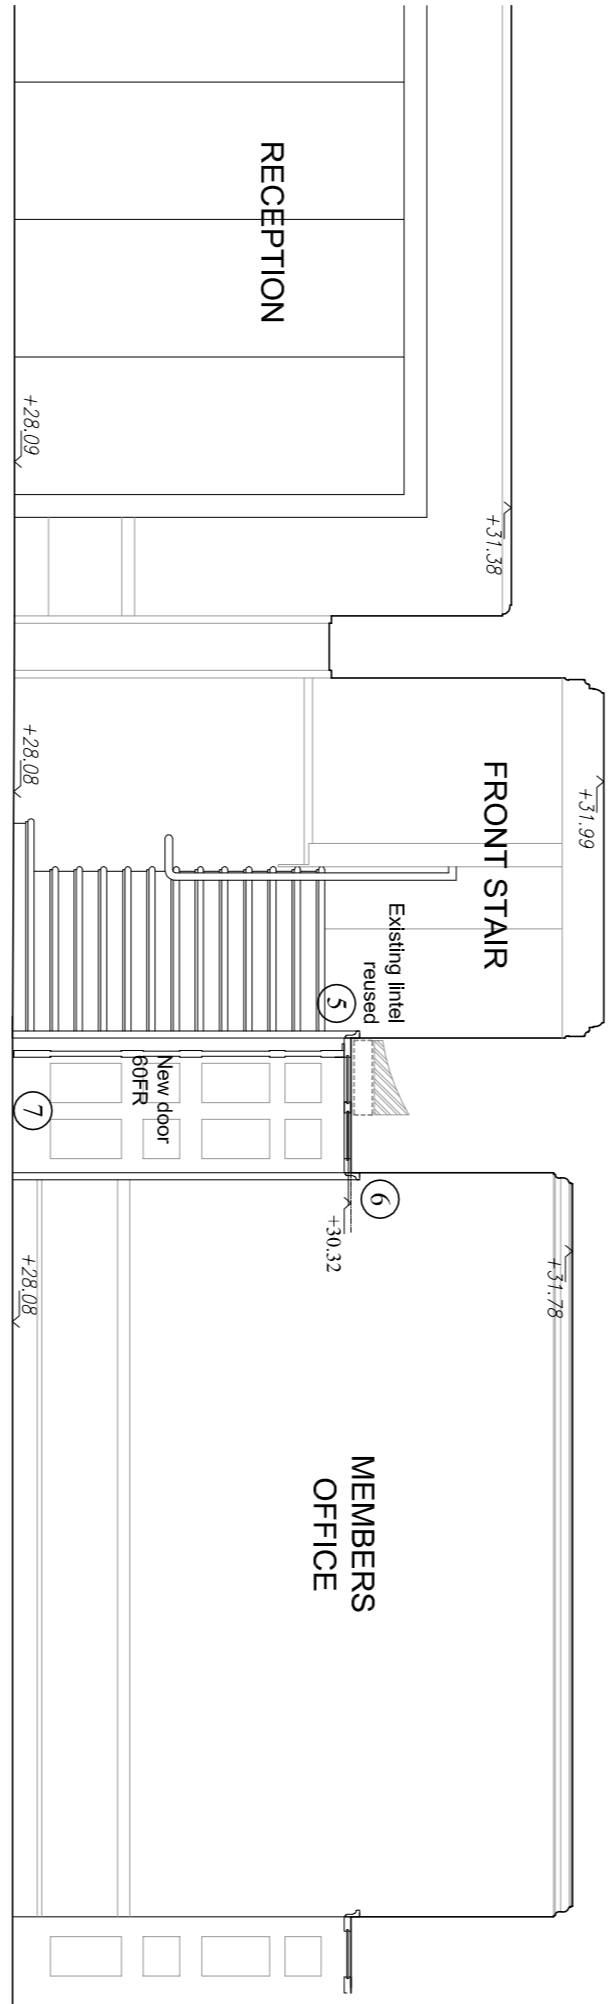 RECEPTION
+28.09
+31.38
FRONT STAIR
+31.99
+28.08
Existing lintel
reused
5
New door
60FR
7
6
+30.32
+31.78
+28.08
MEMBERS
OFFICE